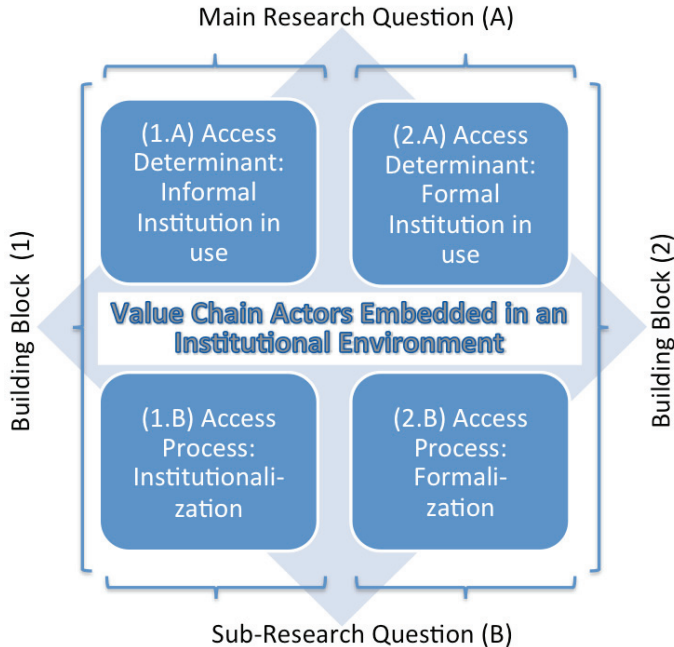 Main Research Question (A)
(1.A) Access
Determinant:
Informal
Institution in
use
(2.A) Access
Determinant:
Formal
Institution in
use
Building Block (1)
Value Chain Actors Embedded in an
Institutional Environment
Building Block (2)
(1.B) Access
Process:
Institutionali-
zation
(2.B) Access
Process:
Formali-
zation
Sub-Research Question (B)